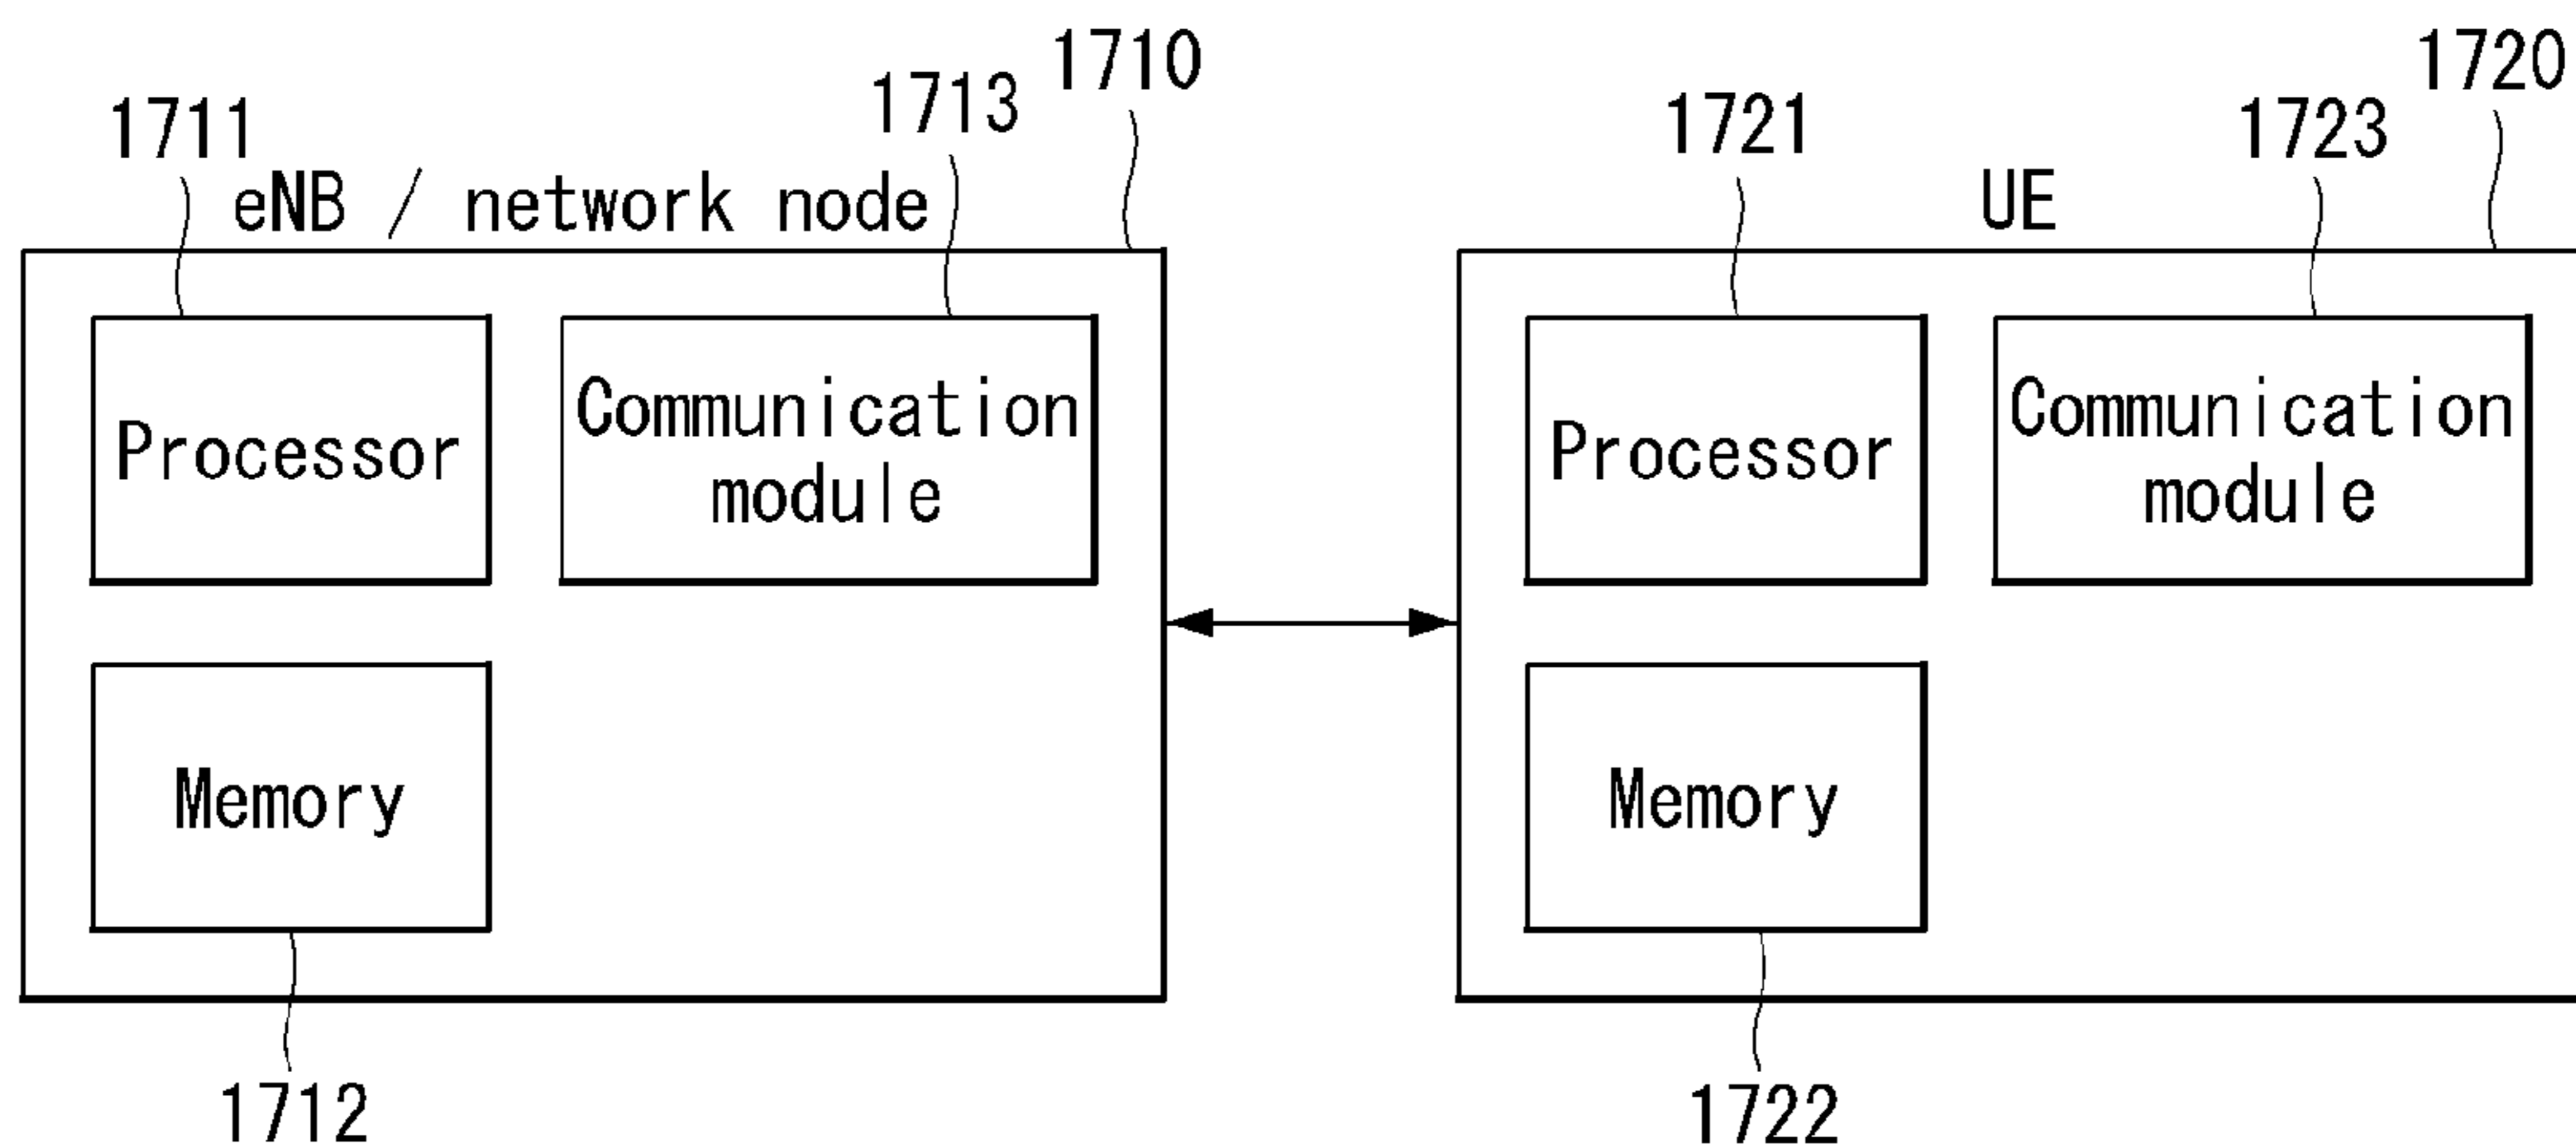 1710
1720
1711
1713
1721
1723
eNB / network node
UE
Processor
Communication
module
Processor
Communication
module
Memory
Memory
1712
1722